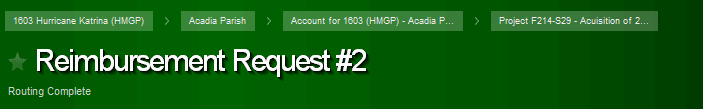 1603 Hurricane Katrina (HMGP) Acadia Parish Account for 1603 (HMGP) - Acadia P... Project F214-S29 - Acuisition of 2...
Reimbursement Request #2
Routing Complete